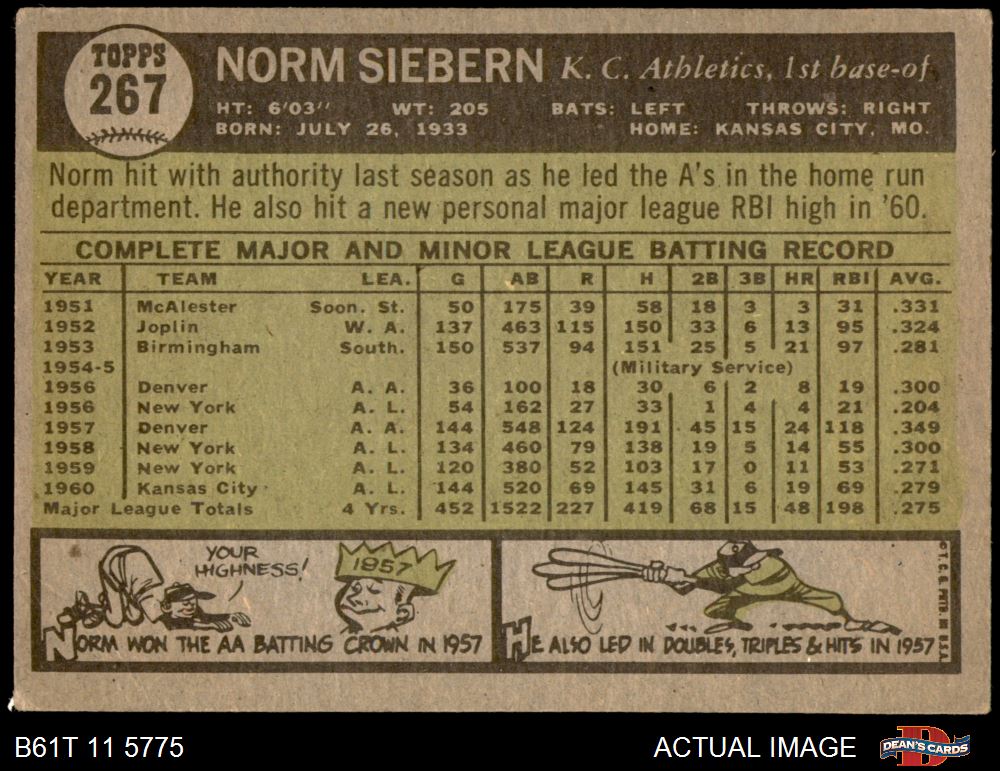 TOPPS
267
NORM SIEBERN K. C. Athletics, 1st base-of
HT: 6'03" WT: 205 BATS: LEFT THROWS: RIGHT
BORN: JULY 26, 1933 HOME: KANSAS CITY, MO.
Norm hit with authority last season as he led the A's in the home run
department. He also hit a new personal major league RBI high in '60.
COMPLETE MAJOR AND MINOR LEAGUE BATTING RECORD
YEAR TEAM LEA. G AB R H 2B 3B HR RBI AVG.
1951 McAlester Soon. St. 50 175 39 58 18 3 3 31 .331
1952 Joplin W. A. 137 463 115 150 33 6 13 95 .324
1953 Birmingham South. 150 537 94 151 25 5 21 97 .281
1954-5 (Military Service)
1956 Denver A. A. 36 100 18 30 6 2 8 19 .300
1956 New York A. L. 54 162 27 33 1 4 4 21 .204
1957 Denver A. A. 144 548 124 191 45 15 24 118 .349
1958 New York A. L. 134 460 79 138 19 5 14 55 .300
1959 New York A. L. 120 380 52 103 17 0 11 53 .271
1960 Kansas City A. L. 144 520 69 145 31 6 19 69 .279
Major League Totals 4 Yrs. 452 1522 227 419 68 15 48 198 .275
YOUR
HIGHNESS!
1957
NORM WON THE AA BATTING CROWN IN 1957
HE ALSO LED IN DOUBLES, TRIPLES & HITS IN 1957
© T. C. G. PRTD. IN U.S.A.
B61T 11 5775
ACTUAL IMAGE
DEAN'S CARDS